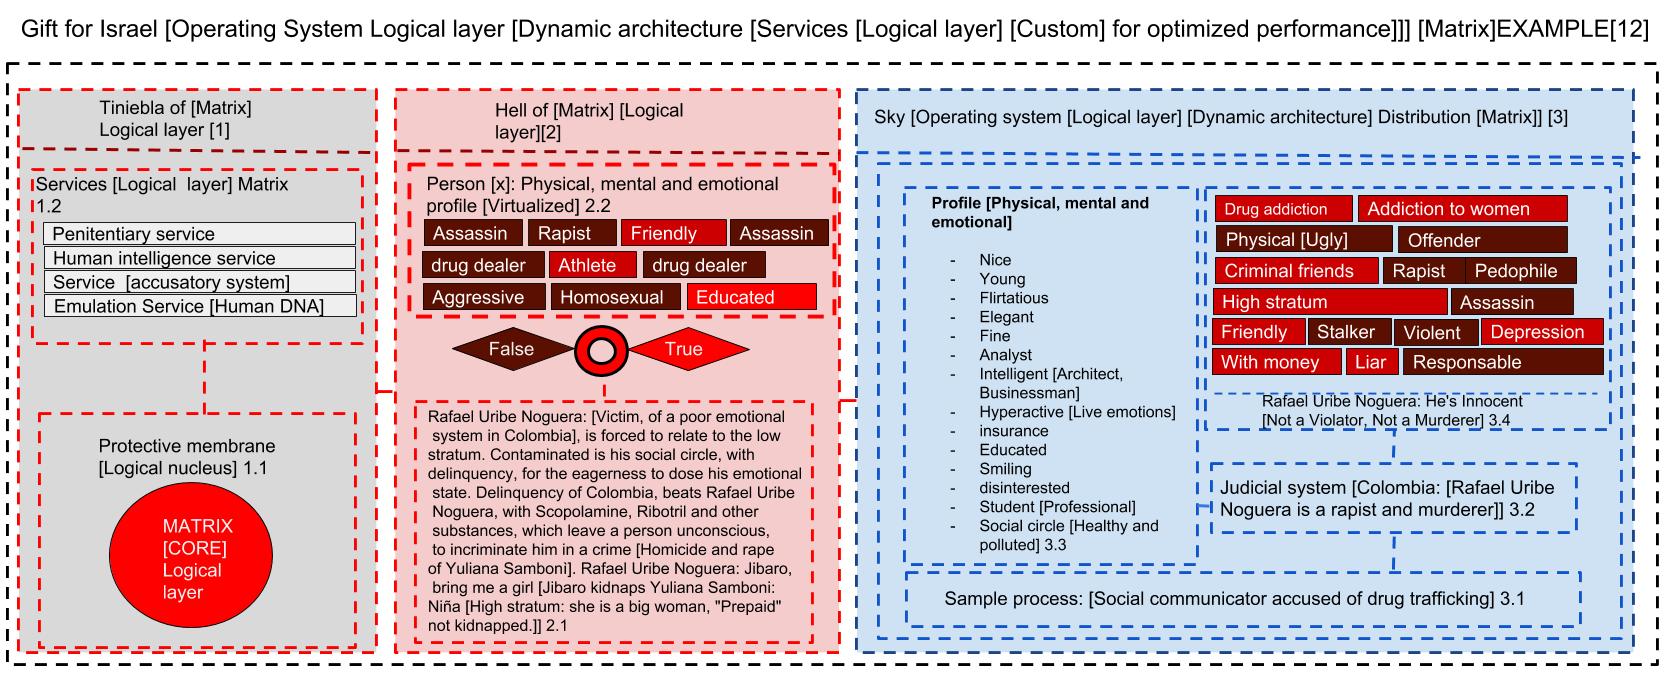 Gift for Israel [Operating System Logical layer [Dynamic architecture [Services [Logical layer] [Custom] for optimized performance]]] [Matrix]EXAMPLE[12]
Tiniebla of [Matrix]
Logical layer [1]
Services [Logical  layer] Matrix
1.2
Penitentiary service
Human intelligence service
Service  [accusatory system]
Emulation Service [Human DNA]
Protective membrane
[Logical nucleus] 1.1
MATRIX
[CORE]
Logical
layer
Hell of [Matrix] [Logical
layer][2]
Person [x]: Physical, mental and emotional
profile [Virtualized] 2.2
Assassin Rapist Friendly Assassin
drug dealer Athlete drug dealer
Aggressive Homosexual Educated
False True
Rafael Uribe Noguera: [Victim, of a poor emotional
system in Colombia], is forced to relate to the low
stratum. Contaminated is his social circle, with
delinquency, for the eagerness to dose his emotional
state. Delinquency of Colombia, beats Rafael Uribe
Noguera, with Scopolamine, Ribotril and other
substances, which leave a person unconscious,
to incriminate him in a crime [Homicide and rape
of Yuliana Samboni]. Rafael Uribe Noguera: Jibaro,
bring me a girl [Jibaro kidnaps Yuliana Samboni:
Niña [High stratum: she is a big woman, "Prepaid"
not kidnapped.]] 2.1
Sky [Operating system [Logical layer] [Dynamic architecture] Distribution [Matrix]] [3]
Profile [Physical, mental and
emotional]
- Nice
- Young
- Flirtatious
- Elegant
- Fine
- Analyst
- Intelligent [Architect,
Businessman]
- Hyperactive [Live emotions]
- insurance
- Educated
- Smiling
- disinterested
- Student [Professional]
- Social circle [Healthy and
polluted] 3.3
Drug addiction Addiction to women
Physical [Ugly] Offender
Criminal friends Rapist Pedophile
High stratum Assassin
Friendly Stalker Violent Depression
With money Liar Responsable
Rafael Uribe Noguera: He's Innocent
[Not a Violator, Not a Murderer] 3.4
Judicial system [Colombia: [Rafael Uribe
Noguera is a rapist and murderer]] 3.2
Sample process: [Social communicator accused of drug trafficking] 3.1